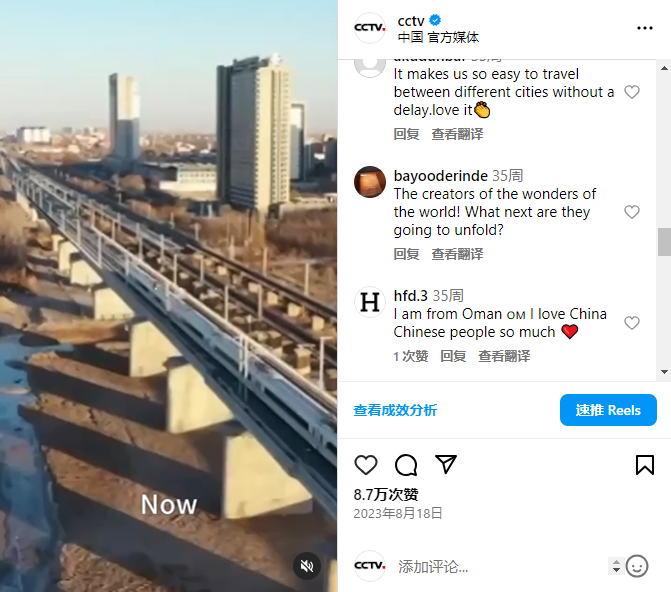 CCTV.
cctv
中国 官方媒体
It makes us so easy to travel
between different cities without a
delay.love it👏
回复 查看翻译
bayooderinde 35周
The creators of the wonders of
the world! What next are they
going to unfold?
回复 查看翻译
H
hfd.3 35周
I am from Oman ом I love China
Chinese people so much ❤️
1 次赞 回复 查看翻译
查看成效分析
速推 Reels
8.7万次赞
2023年8月18日
Now
CCTV.
添加评论...